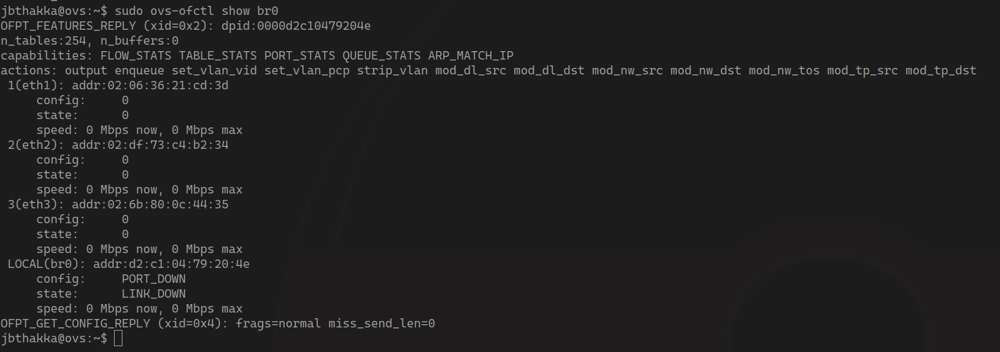 jbthakka@ovs:~$ sudo ovs-ofctl show br0
OFPT_FEATURES_REPLY (xid=0x2): dpid:0000d2c10479204e
n_tables:254, n_buffers:0
capabilities: FLOW_STATS TABLE_STATS PORT_STATS QUEUE_STATS ARP_MATCH_IP
actions: output enqueue set_vlan_vid set_vlan_pcp strip_vlan mod_dl_src mod_dl_dst mod_nw_src mod_nw_dst mod_nw_tos mod_tp_src mod_tp_dst
 1(eth1): addr:02:06:36:21:cd:3d
     config:     0
     state:      0
     speed: 0 Mbps now, 0 Mbps max
 2(eth2): addr:02:df:73:c4:b2:34
     config:     0
     state:      0
     speed: 0 Mbps now, 0 Mbps max
 3(eth3): addr:02:6b:80:0c:44:35
     config:     0
     state:      0
     speed: 0 Mbps now, 0 Mbps max
 LOCAL(br0): addr:d2:c1:04:79:20:4e
     config:     PORT_DOWN
     state:      LINK_DOWN
     speed: 0 Mbps now, 0 Mbps max
OFPT_GET_CONFIG_REPLY (xid=0x4): frags=normal miss_send_len=0
jbthakka@ovs:~$